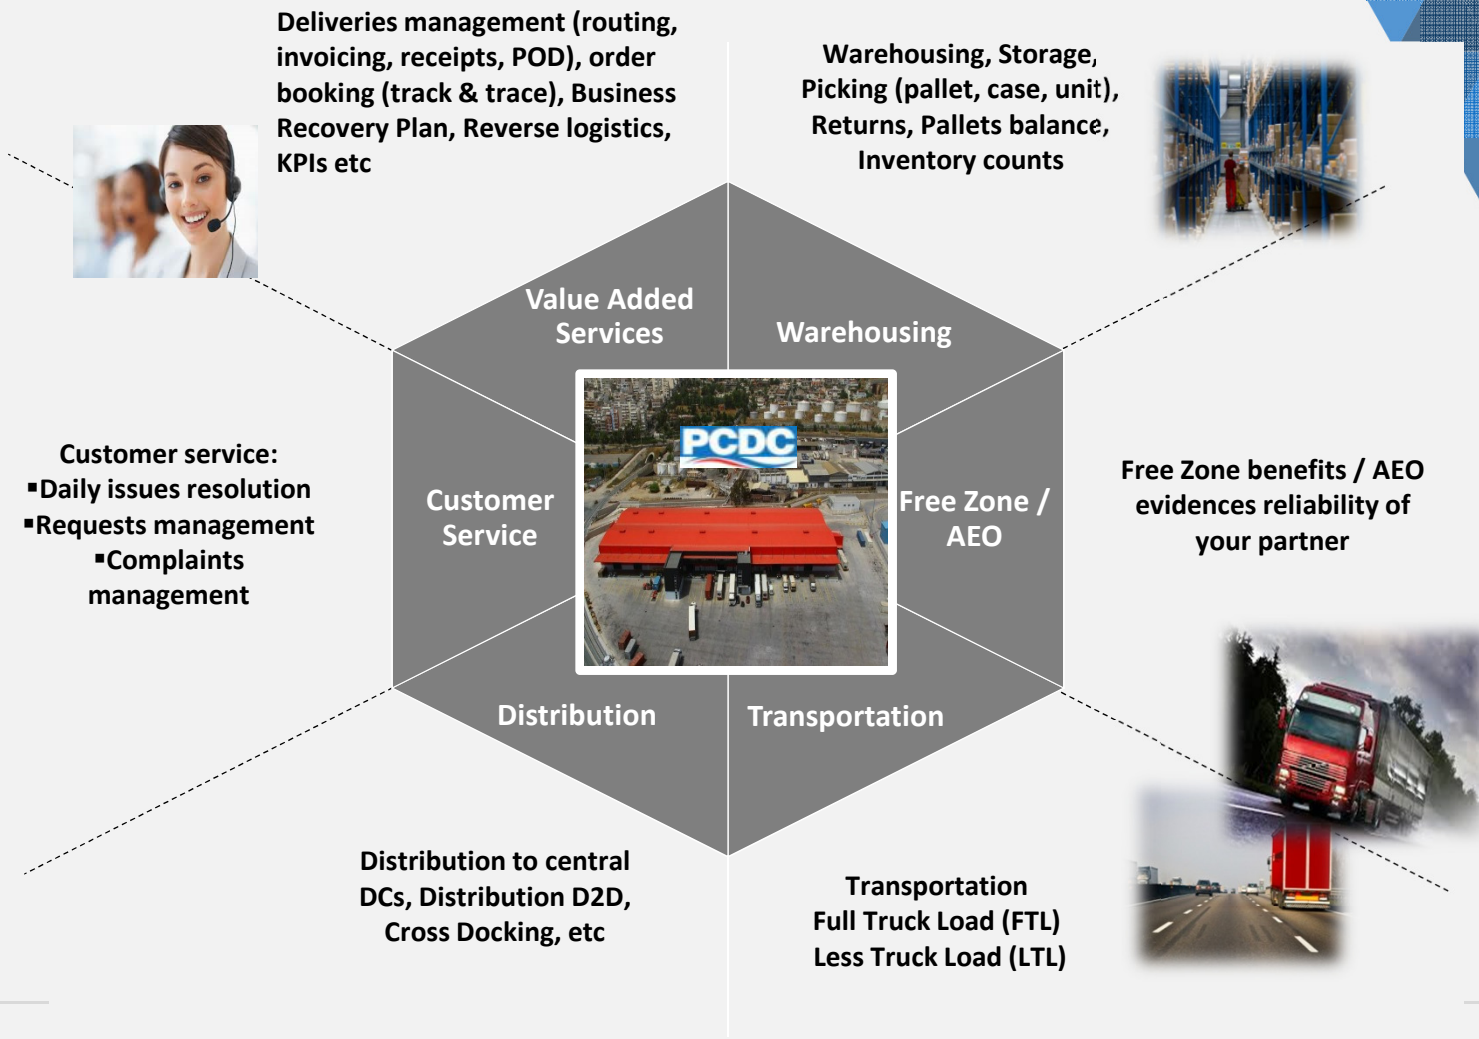 Deliveries management (routing,
invoicing, receipts, POD), order
booking (track & trace), Business
Recovery Plan, Reverse logistics,
KPIs etc
Warehousing, Storage,
Picking (pallet, case, unit),
Returns, Pallets balance,
Inventory counts
Value Added
Services
Warehousing
PCDC
Customer service:
▪Daily issues resolution
▪Requests management
▪Complaints
management
Customer
Service
Free Zone /
AEO
Free Zone benefits / AEO
evidences reliability of
your partner
Distribution
Transportation
Distribution to central
DCs, Distribution D2D,
Cross Docking, etc
Transportation
Full Truck Load (FTL)
Less Truck Load (LTL)